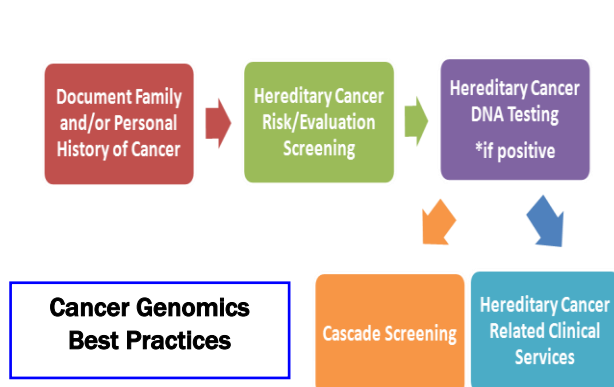 Document Family
and/or Personal
History of Cancer
Hereditary Cancer
Risk/Evaluation
Screening
Hereditary Cancer
DNA Testing
*if positive
Cancer Genomics
Best Practices
Cascade Screening
Hereditary Cancer
Related Clinical
Services